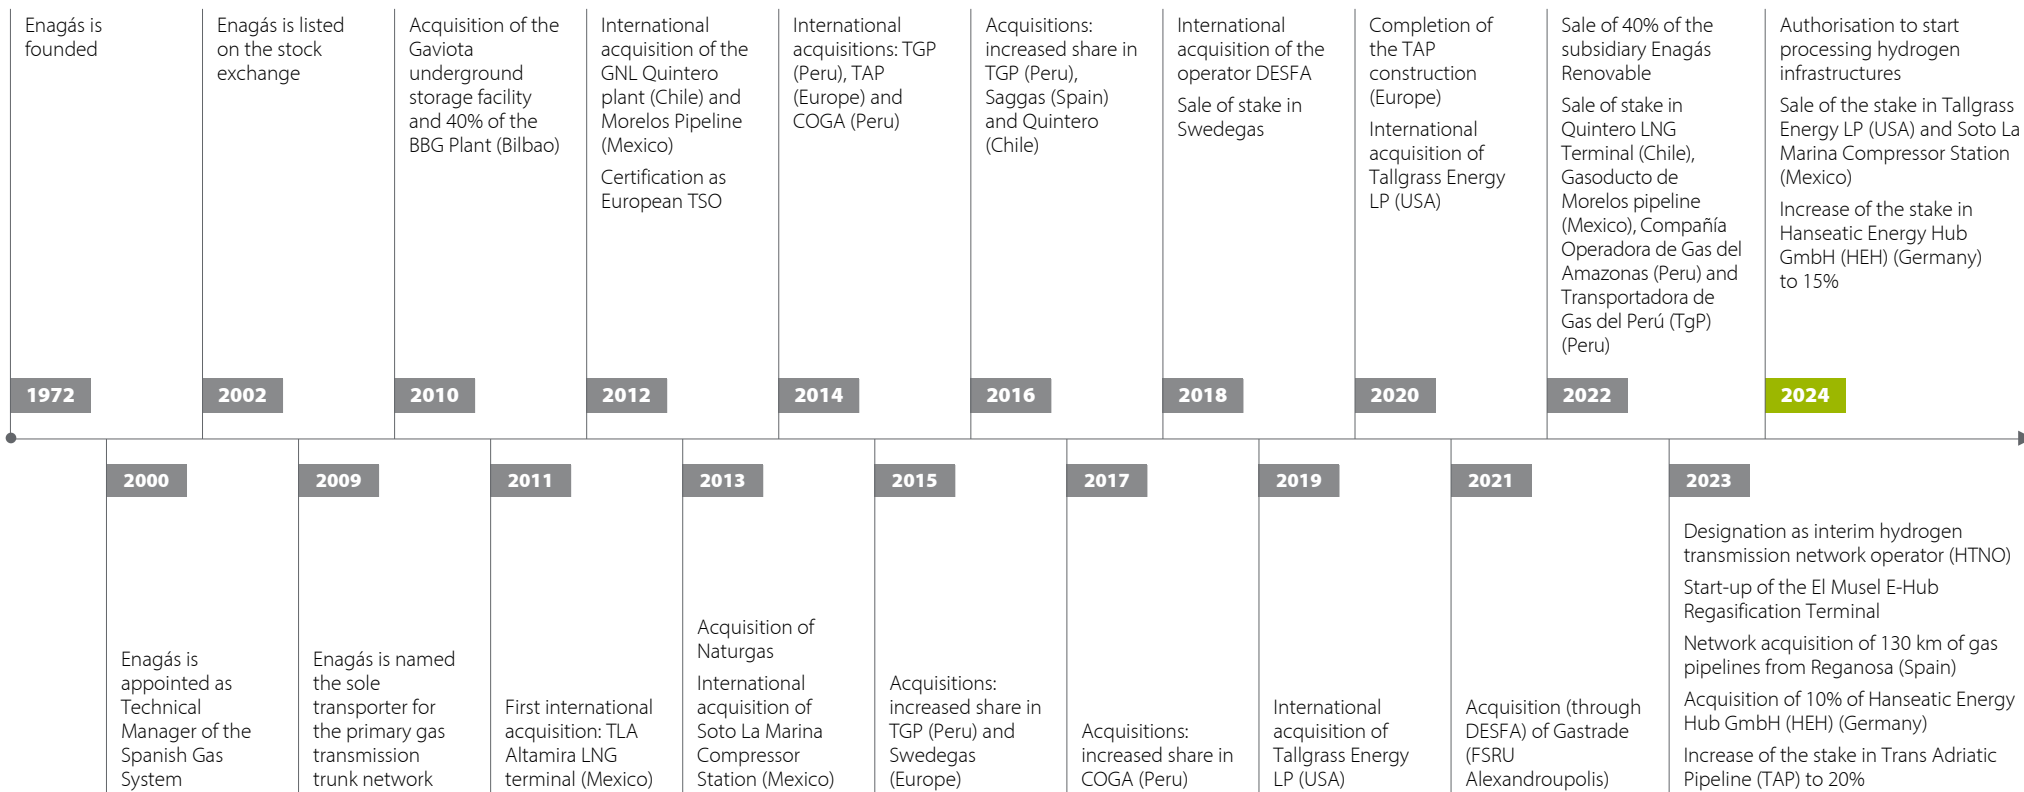 Enagás is
founded
1972
Enagás is listed
on the stock
exchange
2002
Acquisition of the
Gaviota
underground
storage facility
and 40% of the
BBG Plant (Bilbao)
2010
International
acquisition of the
GNL Quintero
plant (Chile) and
Morelos Pipeline
(Mexico)
Certification as
European TSO
2012
International
acquisitions: TGP
(Peru), TAP
(Europe) and
COGA (Peru)
2014
Acquisitions:
increased share in
TGP (Peru),
Saggas (Spain)
and Quintero
(Chile)
2016
International
acquisition of the
operator DESFA
Sale of stake in
Swedegas
2018
Completion of
the TAP
construction
(Europe)
International
acquisition of
Tallgrass Energy
LP (USA)
2020
Sale of 40% of the
subsidiary Enagás
Renovable
Sale of stake in
Quintero LNG
Terminal (Chile),
Gasoducto de
Morelos pipeline
(Mexico), Compañía
Operadora de Gas del
Amazonas (Peru) and
Transportadora de
Gas del Perú (TgP)
(Peru)
2022
Authorisation to start
processing hydrogen
infrastructures
Sale of the stake in Tallgrass
Energy LP (USA) and Soto La
Marina Compressor Station
(Mexico)
Increase of the stake in
Hanseatic Energy Hub
GmbH (HEH) (Germany)
to 15%
2024
2000
Enagás is
appointed as
Technical
Manager of the
Spanish Gas
System
2009
Enagás is named
the sole
transporter for
the primary gas
transmission
trunk network
2011
First international
acquisition: TLA
Altamira LNG
terminal (Mexico)
2013
Acquisition of
Naturgas
International
acquisition of
Soto La Marina
Compressor
Station (Mexico)
2015
Acquisitions:
increased share in
TGP (Peru) and
Swedegas
(Europe)
2017
Acquisitions:
increased share in
COGA (Peru)
2019
International
acquisition of
Tallgrass Energy
LP (USA)
2021
Acquisition (through
DESFA) of Gastrade
(FSRU
Alexandroupolis)
2023
Designation as interim hydrogen
transmission network operator (HTNO)
Start-up of the El Musel E-Hub
Regasification Terminal
Network acquisition of 130 km of gas
pipelines from Reganosa (Spain)
Acquisition of 10% of Hanseatic Energy
Hub GmbH (HEH) (Germany)
Increase of the stake in Trans Adriatic
Pipeline (TAP) to 20%